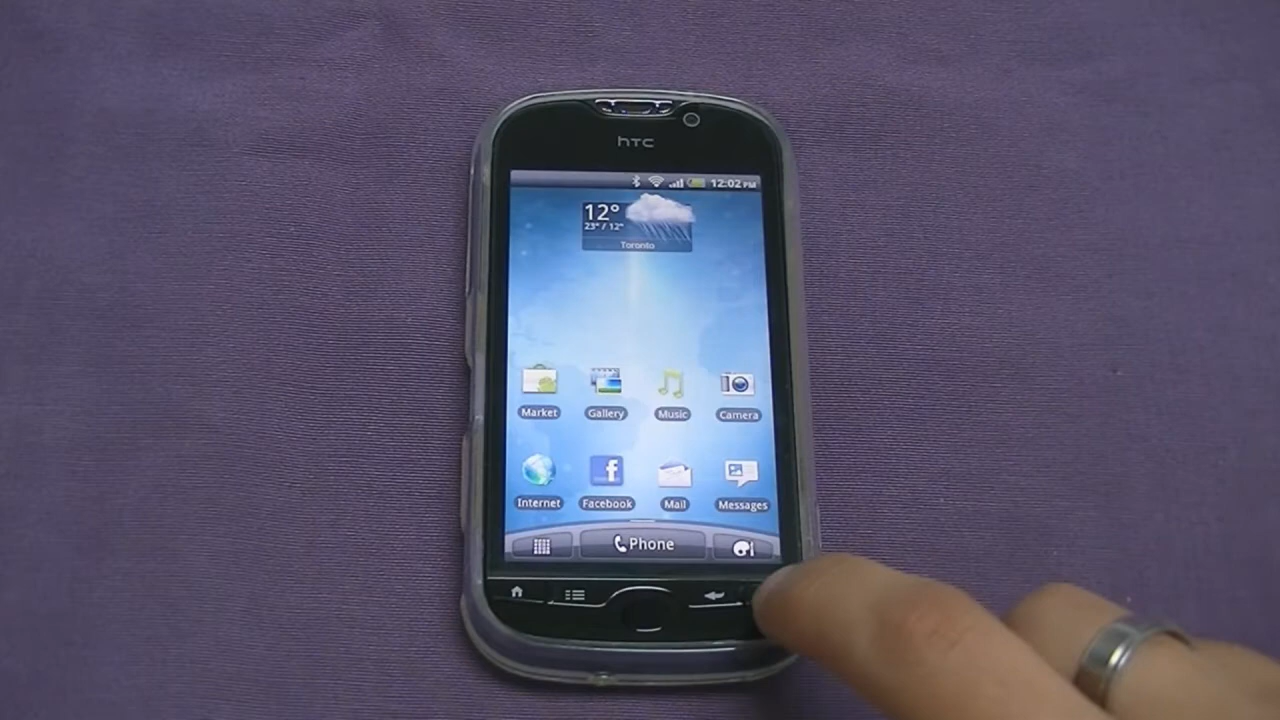 hTC
12:02 PM
12°
23° / 12°
Toronto
Market Gallery Music Camera
Internet Facebook Mail Messages
Phone